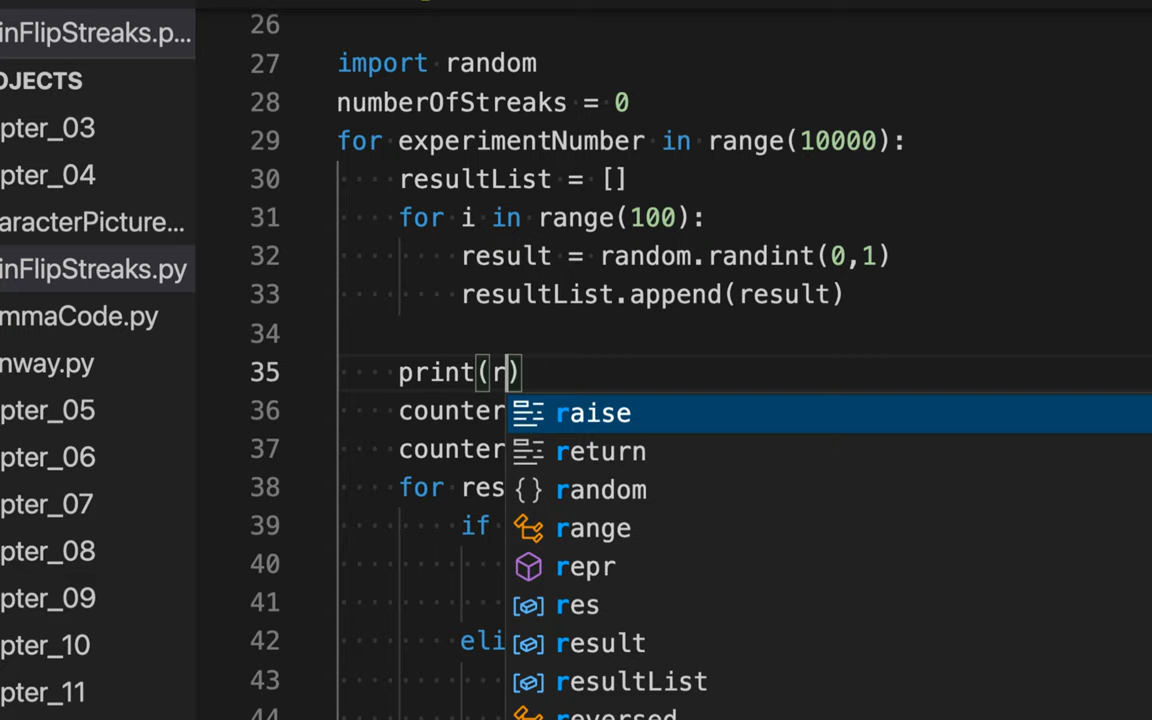 inFlipStreaks.p...
OJECTS
pter_03
pter_04
aracterPicture...
inFlipStreaks.py
mmaCode.py
nway.py
pter_05
pter_06
pter_07
pter_08
pter_09
pter_10
pter_11
26
27 import random
28 numberOfStreaks = 0
29 for experimentNumber in range(10000):
30 resultList = []
31 for i in range(100):
32 result = random.randint(0,1)
33 resultList.append(result)
34
35 print(r)
36 counter
37 counter
38 for res
39 if
40
41
42 eli
43
44
raise
return
random
range
repr
res
result
resultList
reversed